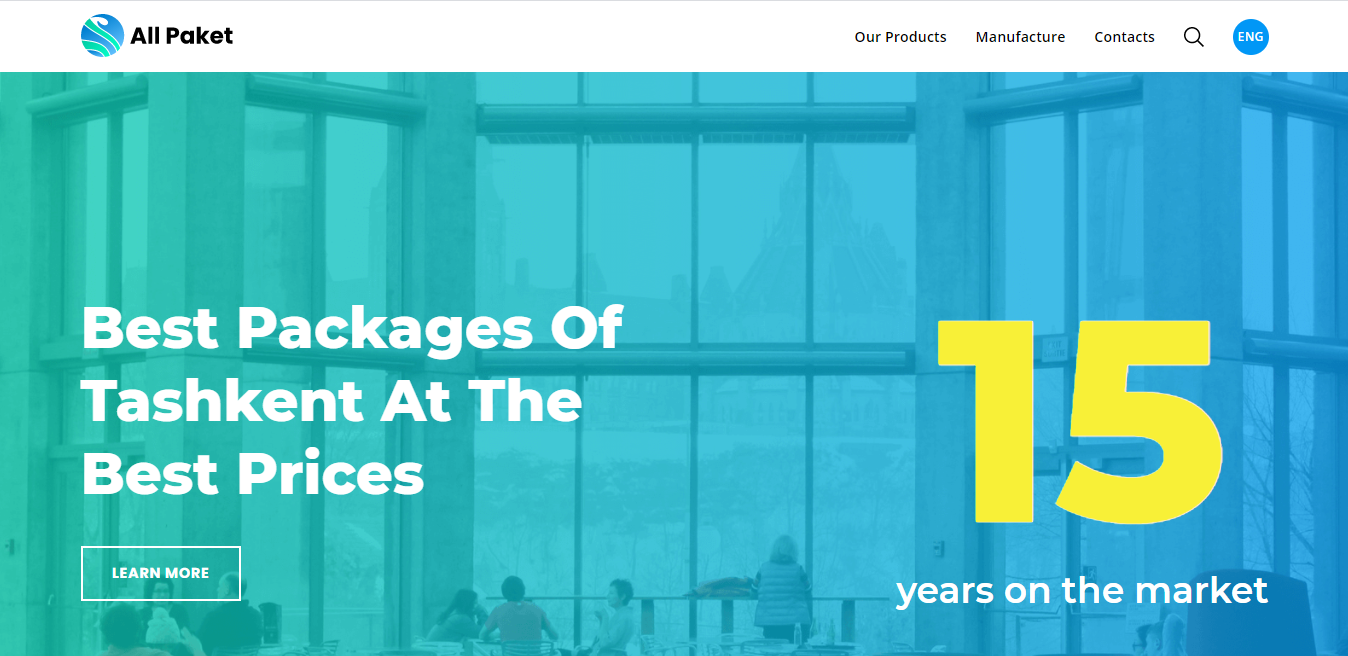 All Paket
Our Products
Manufacture
Contacts
ENG
Best Packages Of
Tashkent At The
Best Prices
LEARN MORE
15
years on the market